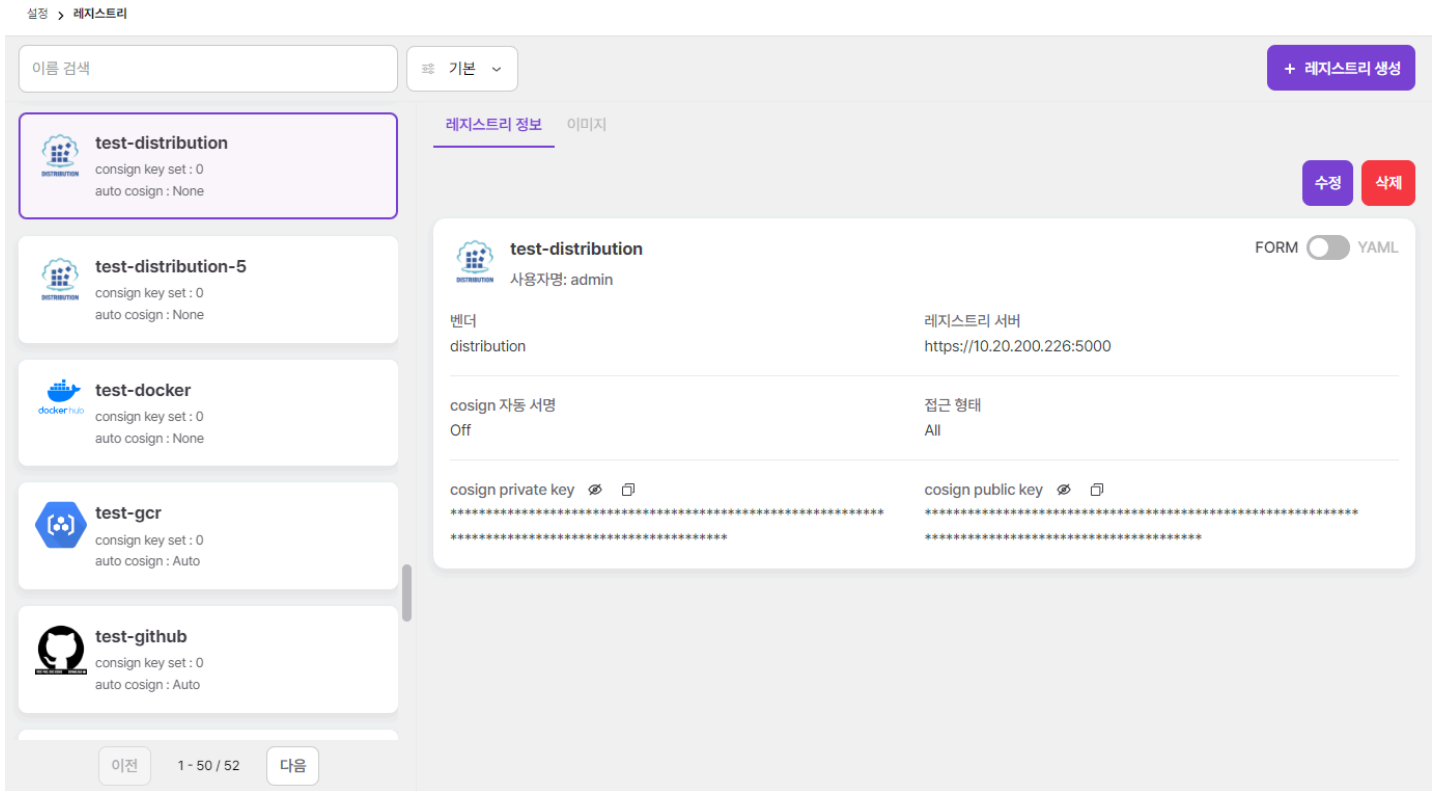 설정 > 레지스트리
이름 검색
기본
+ 레지스트리 생성
test-distribution
consign key set : 0
auto cosign : None
DISTRIBUTION
test-distribution-5
consign key set : 0
auto cosign : None
DISTRIBUTION
test-docker
consign key set : 0
auto cosign : None
docker hub
test-gcr
consign key set : 0
auto cosign : Auto
test-github
consign key set : 0
auto cosign : Auto
이전
1 - 50 / 52
다음
레지스트리 정보
이미지
수정
삭제
test-distribution
DISTRIBUTION
사용자명: admin
FORM
YAML
벤더
distribution
레지스트리 서버
https://10.20.200.226:5000
cosign 자동 서명
Off
접근 형태
All
cosign private key
*************************************************************
***************************************
cosign public key
*************************************************************
***************************************